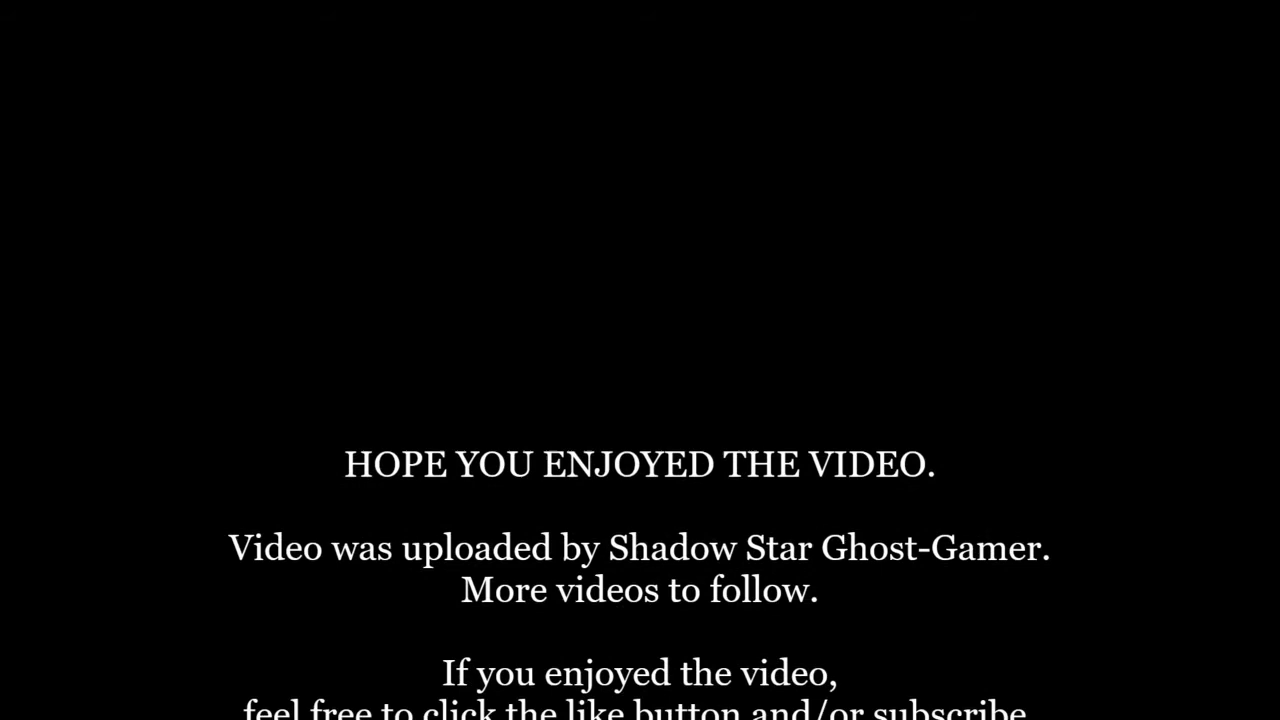 HOPE YOU ENJOYED THE VIDEO.
Video was uploaded by Shadow Star Ghost-Gamer.
More videos to follow.
If you enjoyed the video,
feel free to click the like button and/or subscribe